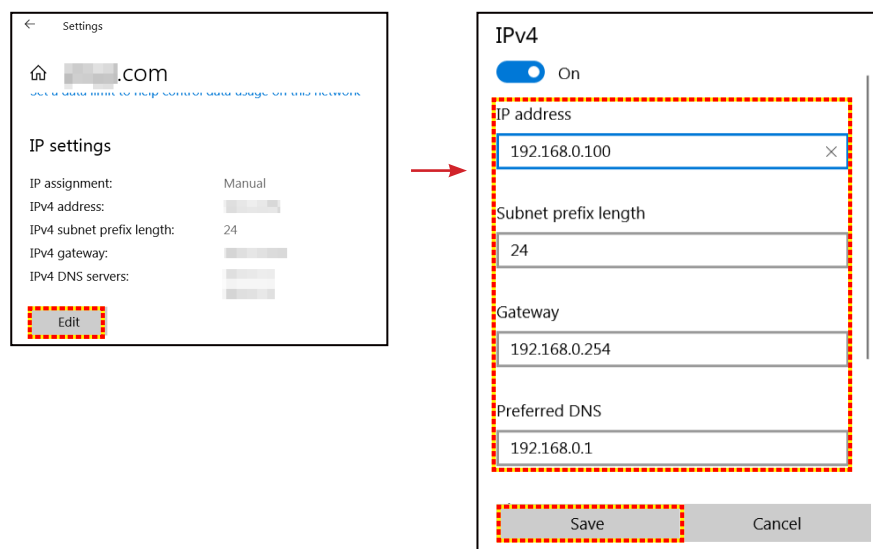 Settings
.com
Set a data limit to help control data usage on this network
IP settings
IP assignment: Manual
IPv4 address:
IPv4 subnet prefix length: 24
IPv4 gateway:
IPv4 DNS servers:
Edit
IPv4
On
IP address
192.168.0.100
Subnet prefix length
24
Gateway
192.168.0.254
Preferred DNS
192.168.0.1
Save Cancel